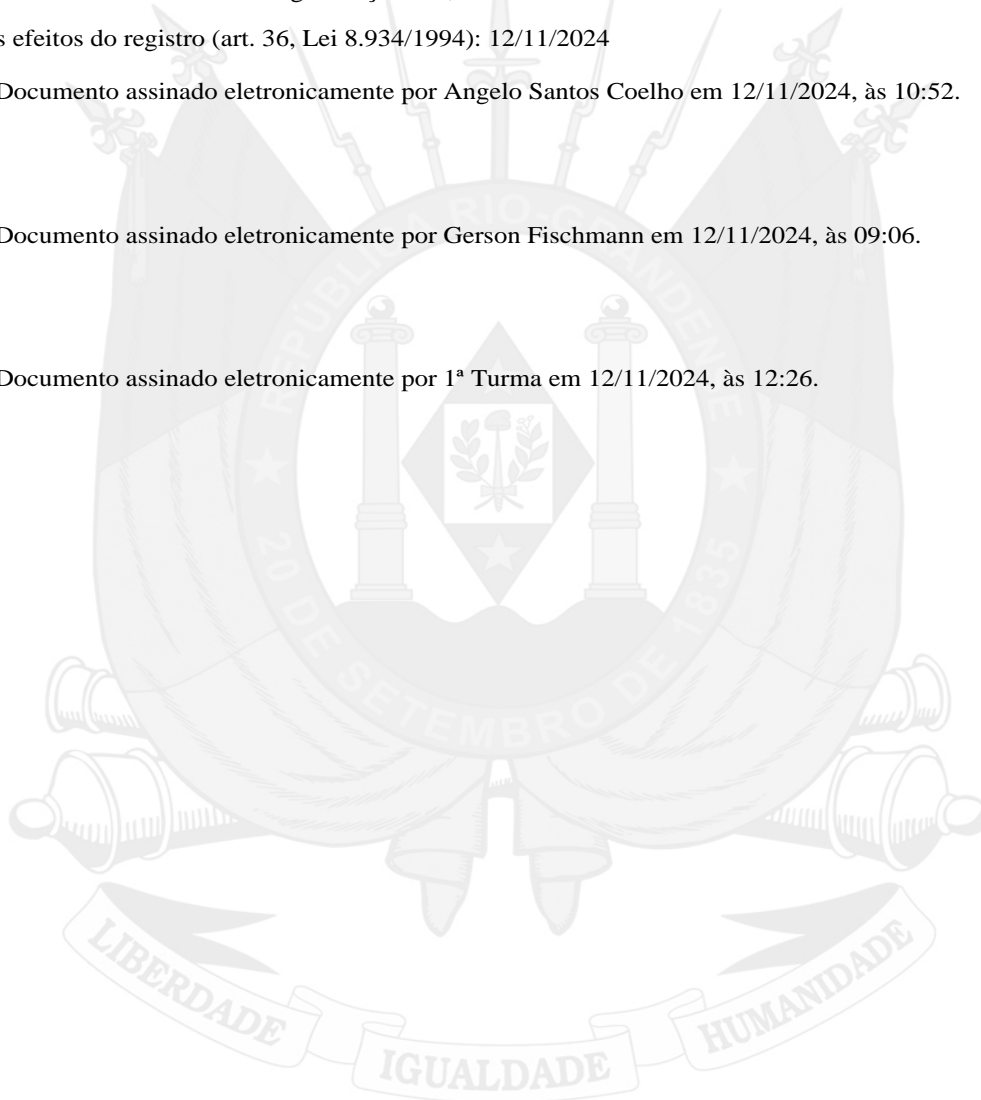 s efeitos do registro (art. 36, Lei 8.934/1994): 12/11/2024
Documento assinado eletronicamente por Angelo Santos Coelho em 12/11/2024, às 10:52.
Documento assinado eletronicamente por Gerson Fischmann em 12/11/2024, às 09:06.
Documento assinado eletronicamente por 1ª Turma em 12/11/2024, às 12:26.
REPÚBLICA RIO-GRANDENSE
20 DE SETEMBRO DE 1835
LIBERDADE
IGUALDADE
HUMANIDADE